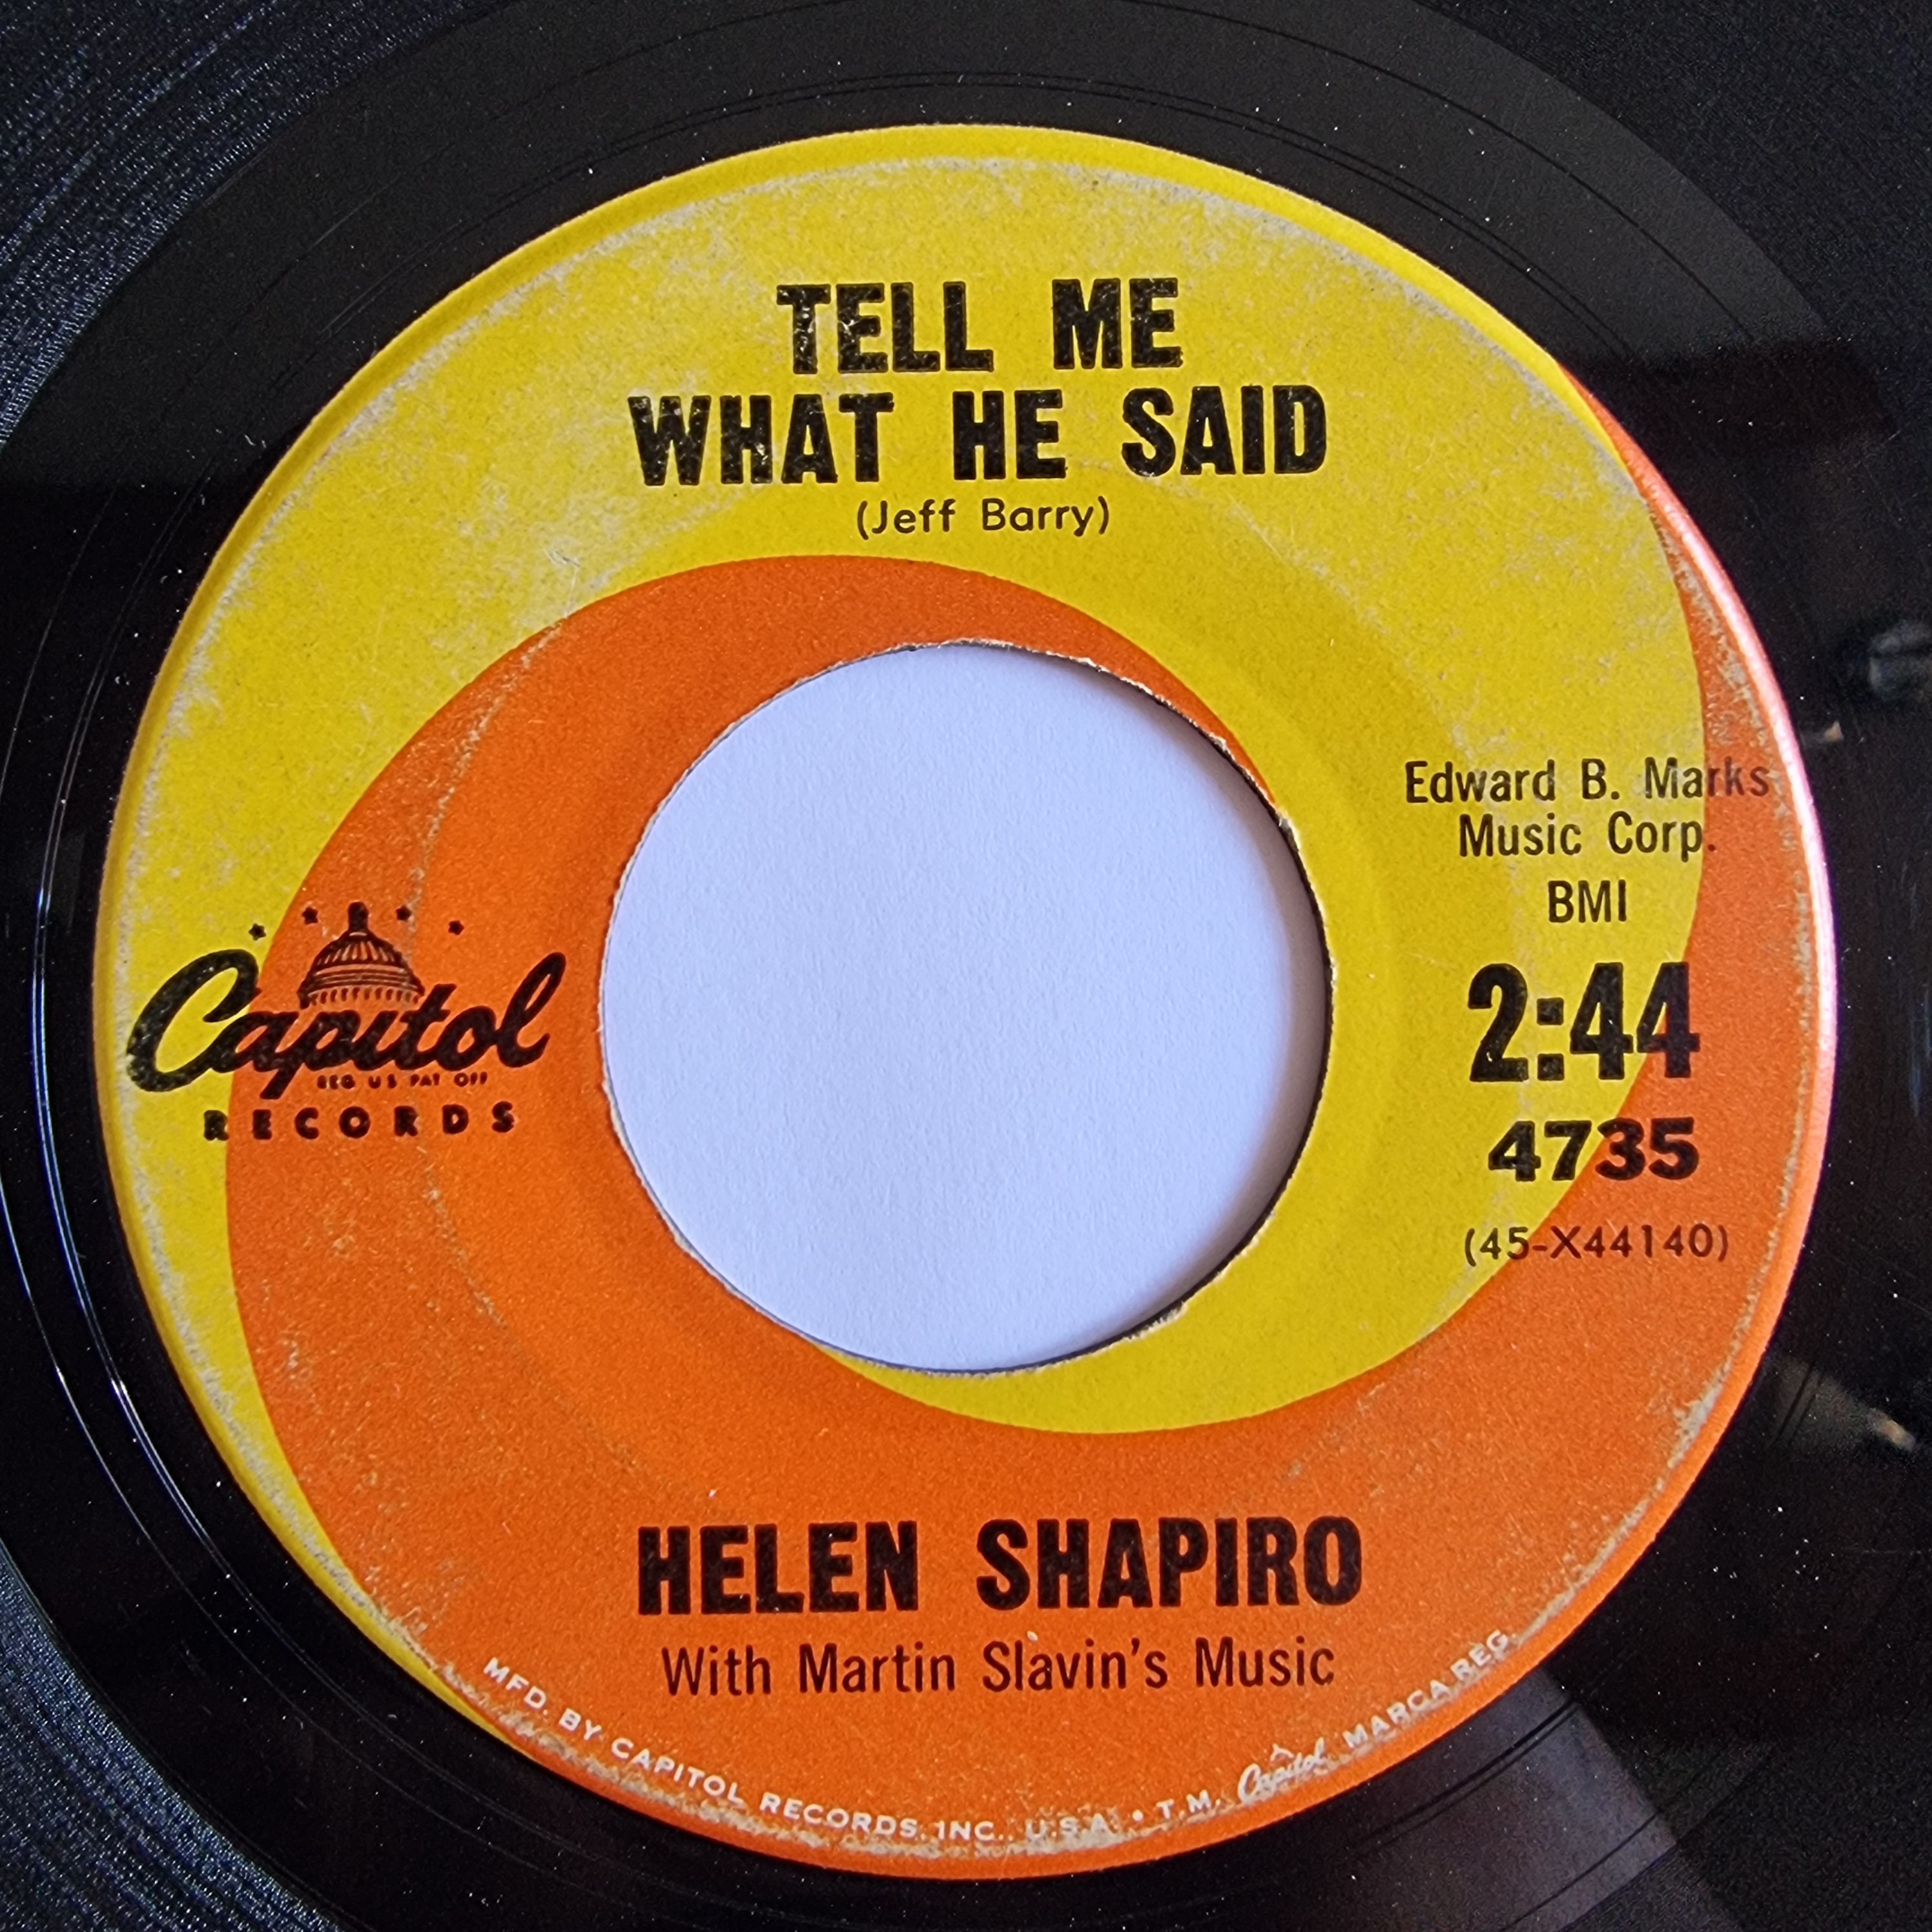 TELL ME
WHAT HE SAID
(Jeff Barry)
Edward B. Marks
Music Corp.
BMI
2:44
4735
(45-X44140)
Capitol
REG US PAT OFF
RECORDS
HELEN SHAPIRO
With Martin Slavin's Music
MFD. BY CAPITOL RECORDS, INC., U.S.A. • T.M. Capitol MARCA REG.